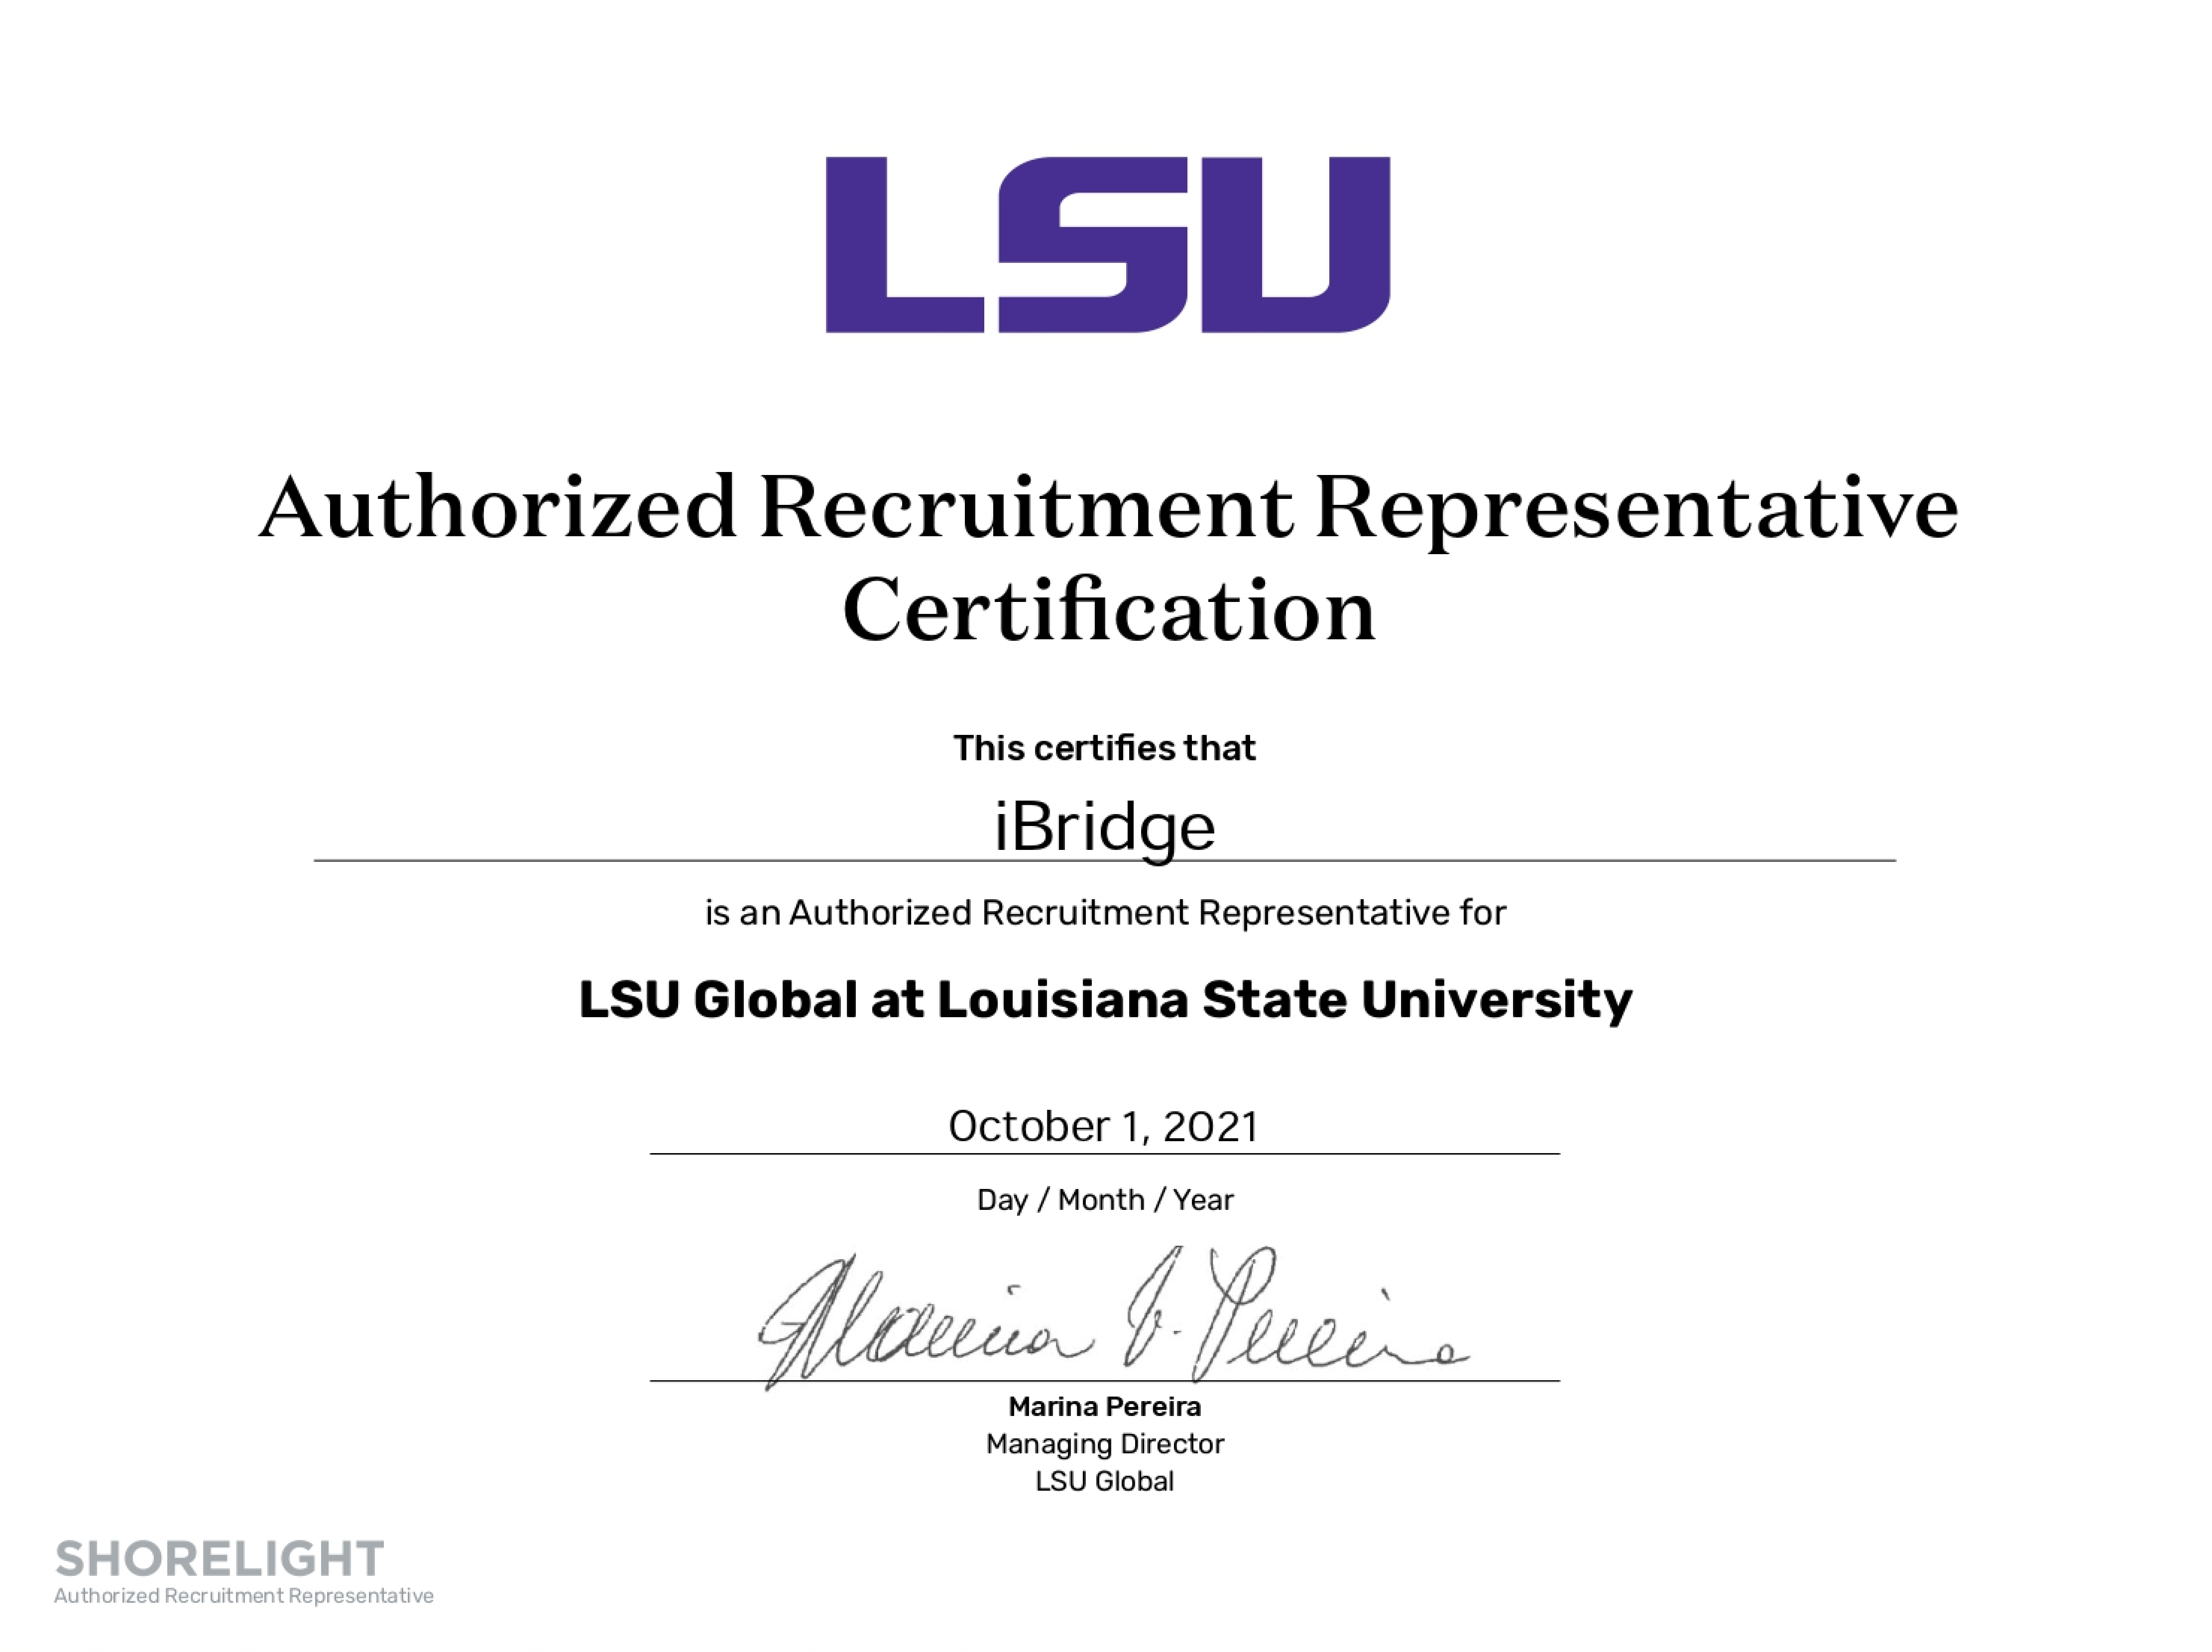 LSU
Authorized Recruitment Representative
Certification
This certifies that
iBridge
is an Authorized Recruitment Representative for
LSU Global at Louisiana State University
October 1, 2021
Day / Month / Year
Marina J. Pereira
Marina Pereira
Managing Director
LSU Global
SHORELIGHT
Authorized Recruitment Representative